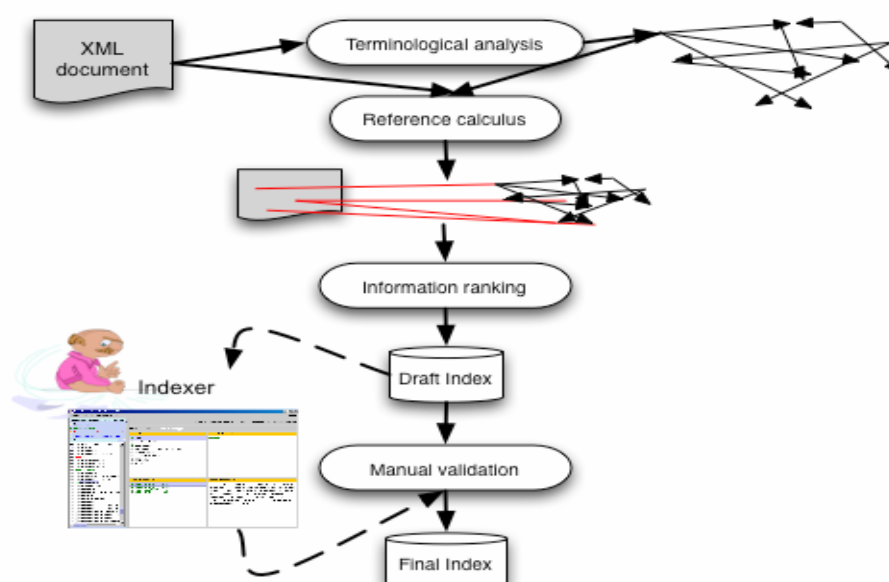 XML
document
Terminological analysis
Reference calculus
Information ranking
Draft Index
Indexer
Manual validation
Final Index